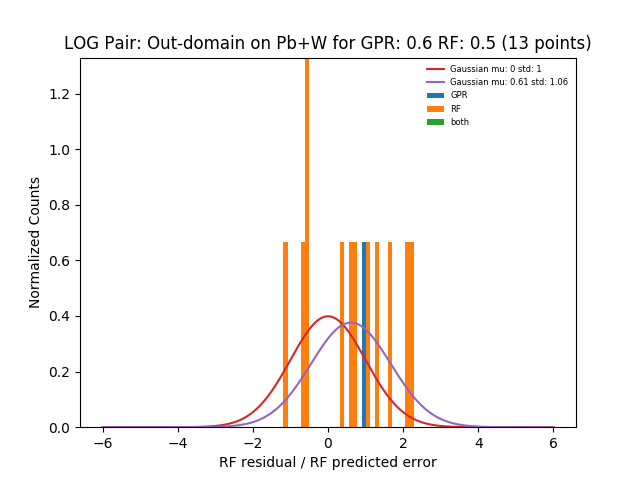 LOG Pair: Out-domain on Pb+W for GPR: 0.6 RF: 0.5 (13 points)
Gaussian mu: 0 std: 1
Gaussian mu: 0.61 std: 1.06
GPR
RF
both
Normalized Counts
1.2
1.0
0.8
0.6
0.4
0.2
0.0
−6 −4 −2 0 2 4 6
RF residual / RF predicted error